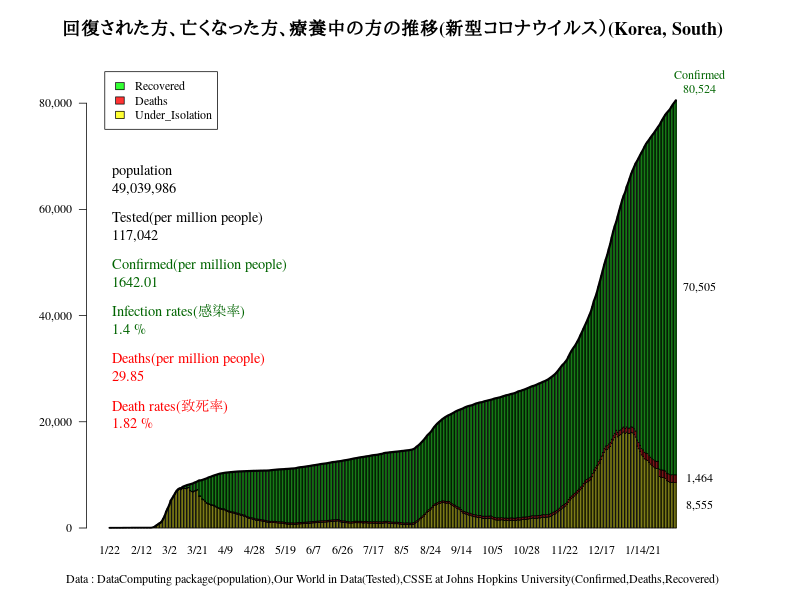 回復された方、亡くなった方、療養中の方の推移(新型コロナウイルス）(Korea, South)
Confirmed
80,524
Recovered
Deaths
Under_Isolation
population
49,039,986
Tested(per million people)
117,042
Confirmed(per million people)
1642.01
Infection rates(感染率)
1.4 %
Deaths(per million people)
29.85
Death rates(致死率)
1.82 %
80,000
60,000
40,000
20,000
0
70,505
1,464
8,555
1/22 2/12 3/2 3/21 4/9 4/28 5/19 6/7 6/26 7/17 8/5 8/24 9/14 10/5 10/28 11/22 12/17 1/14/21
Data : DataComputing package(population),Our World in Data(Tested),CSSE at Johns Hopkins University(Confirmed,Deaths,Recovered)